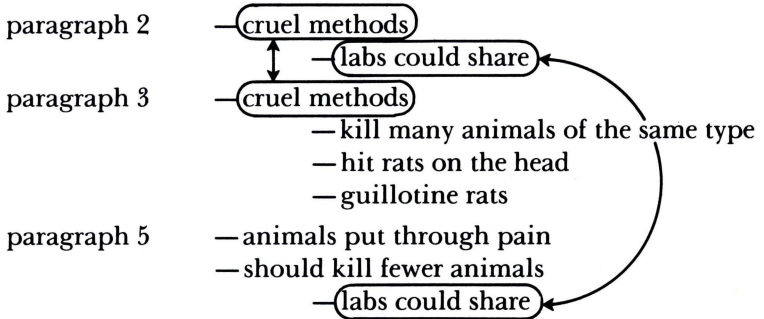 paragraph 2 —cruel methods
—labs could share
paragraph 3 —cruel methods
—kill many animals of the same type
—hit rats on the head
—guillotine rats
paragraph 5 —animals put through pain
—should kill fewer animals
—labs could share